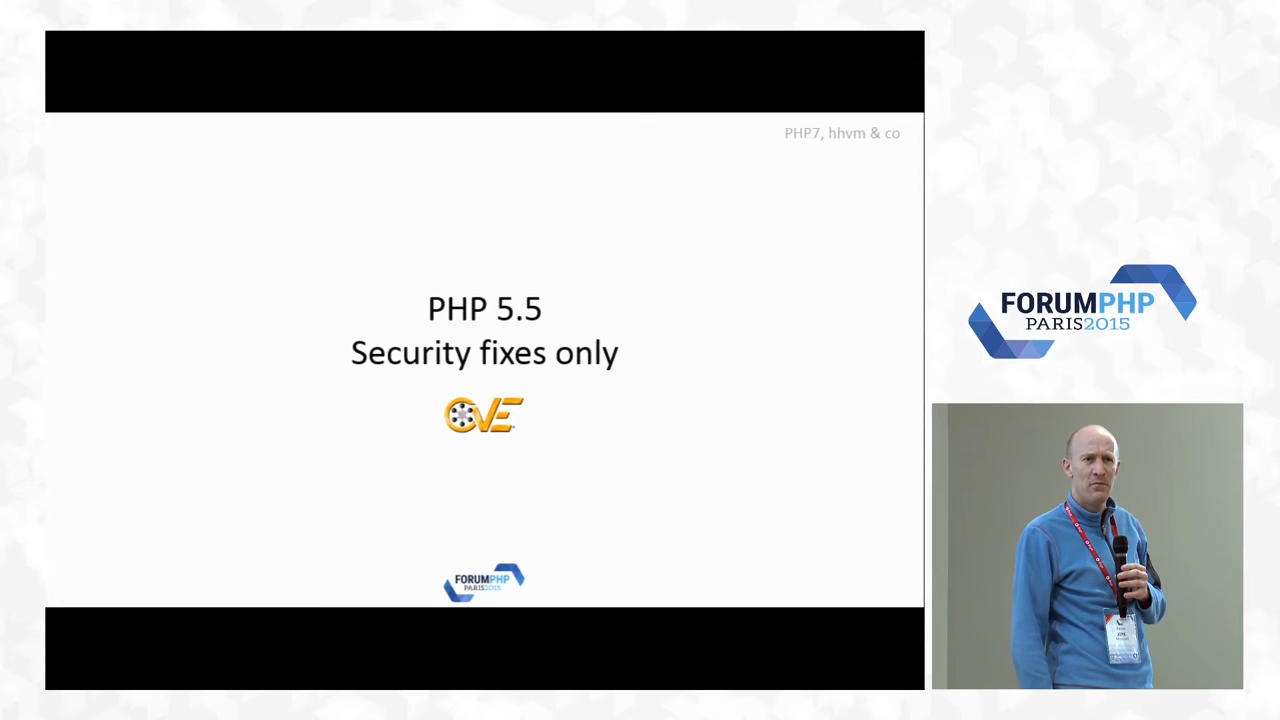 PHP7, hhvm & co
PHP 5.5
Security fixes only
CVE
FORUMPHP
PARIS2015
FORUMPHP
PARIS2015